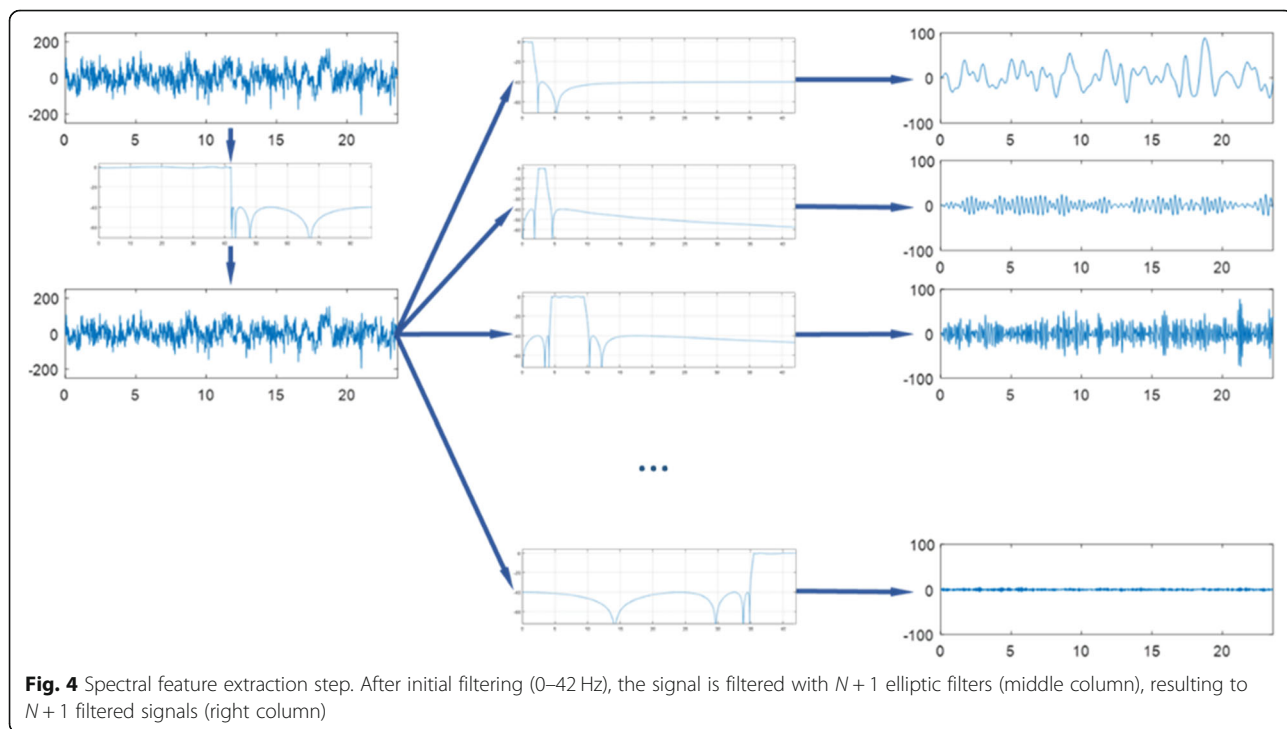 200
0
-200
0 5 10 15 20
200
0
-200
0 5 10 15 20
100
0
-100
0 5 10 15 20
100
0
-100
0 5 10 15 20
100
0
-100
0 5 10 15 20
...
100
0
-100
0 5 10 15 20
Fig. 4 Spectral feature extraction step. After initial filtering (0–42 Hz), the signal is filtered with N + 1 elliptic filters (middle column), resulting to
N + 1 filtered signals (right column)